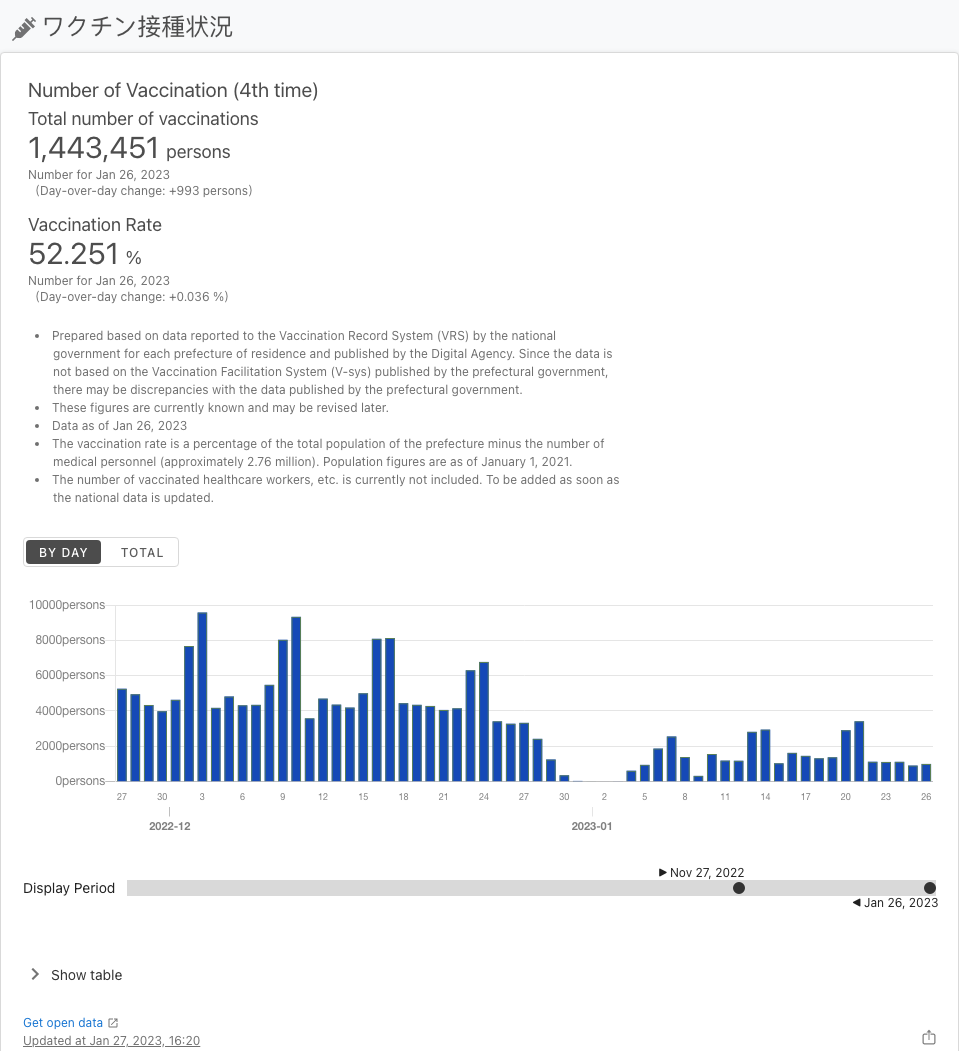 ワクチン接種状況
Number of Vaccination (4th time)
Total number of vaccinations
1,443,451 persons
Number for Jan 26, 2023
(Day-over-day change: +993 persons)
Vaccination Rate
52.251 %
Number for Jan 26, 2023
(Day-over-day change: +0.036 %)
• Prepared based on data reported to the Vaccination Record System (VRS) by the national
government for each prefecture of residence and published by the Digital Agency. Since the data is
not based on the Vaccination Facilitation System (V-sys) published by the prefectural government,
there may be discrepancies with the data published by the prefectural government.
• These figures are currently known and may be revised later.
• Data as of Jan 26, 2023
• The vaccination rate is a percentage of the total population of the prefecture minus the number of
medical personnel (approximately 2.76 million). Population figures are as of January 1, 2021.
• The number of vaccinated healthcare workers, etc. is currently not included. To be added as soon as
the national data is updated.
BY DAY TOTAL
10000persons
8000persons
6000persons
4000persons
2000persons
0persons
27 30 3 6 9 12 15 18 21 24 27 30 2 5 8 11 14 17 20 23 26
2022-12 2023-01
Nov 27, 2022
Display Period
Jan 26, 2023
Show table
Get open data
Updated at Jan 27, 2023, 16:20